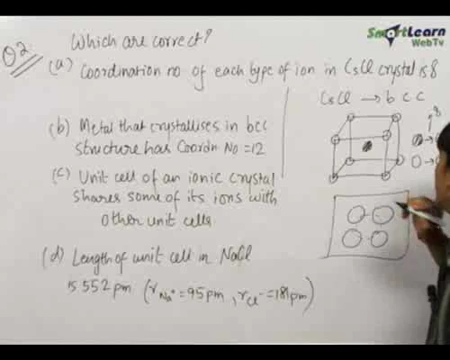 SmartLearn
WebTv
Q2.
Which are correct?
(a) Coordination no of each type of ion in CsCl crystal is 8
CsCl → b c c
8
(b) Metal that crystallises in bcc
structure has Coordn No = 12
(c) Unit cell of an ionic crystal
shares some of its ions with
other unit cells
(d) Length of unit cell in NaCl
is 552 pm (r Na+ = 95 pm, r Cl- = 181 pm)